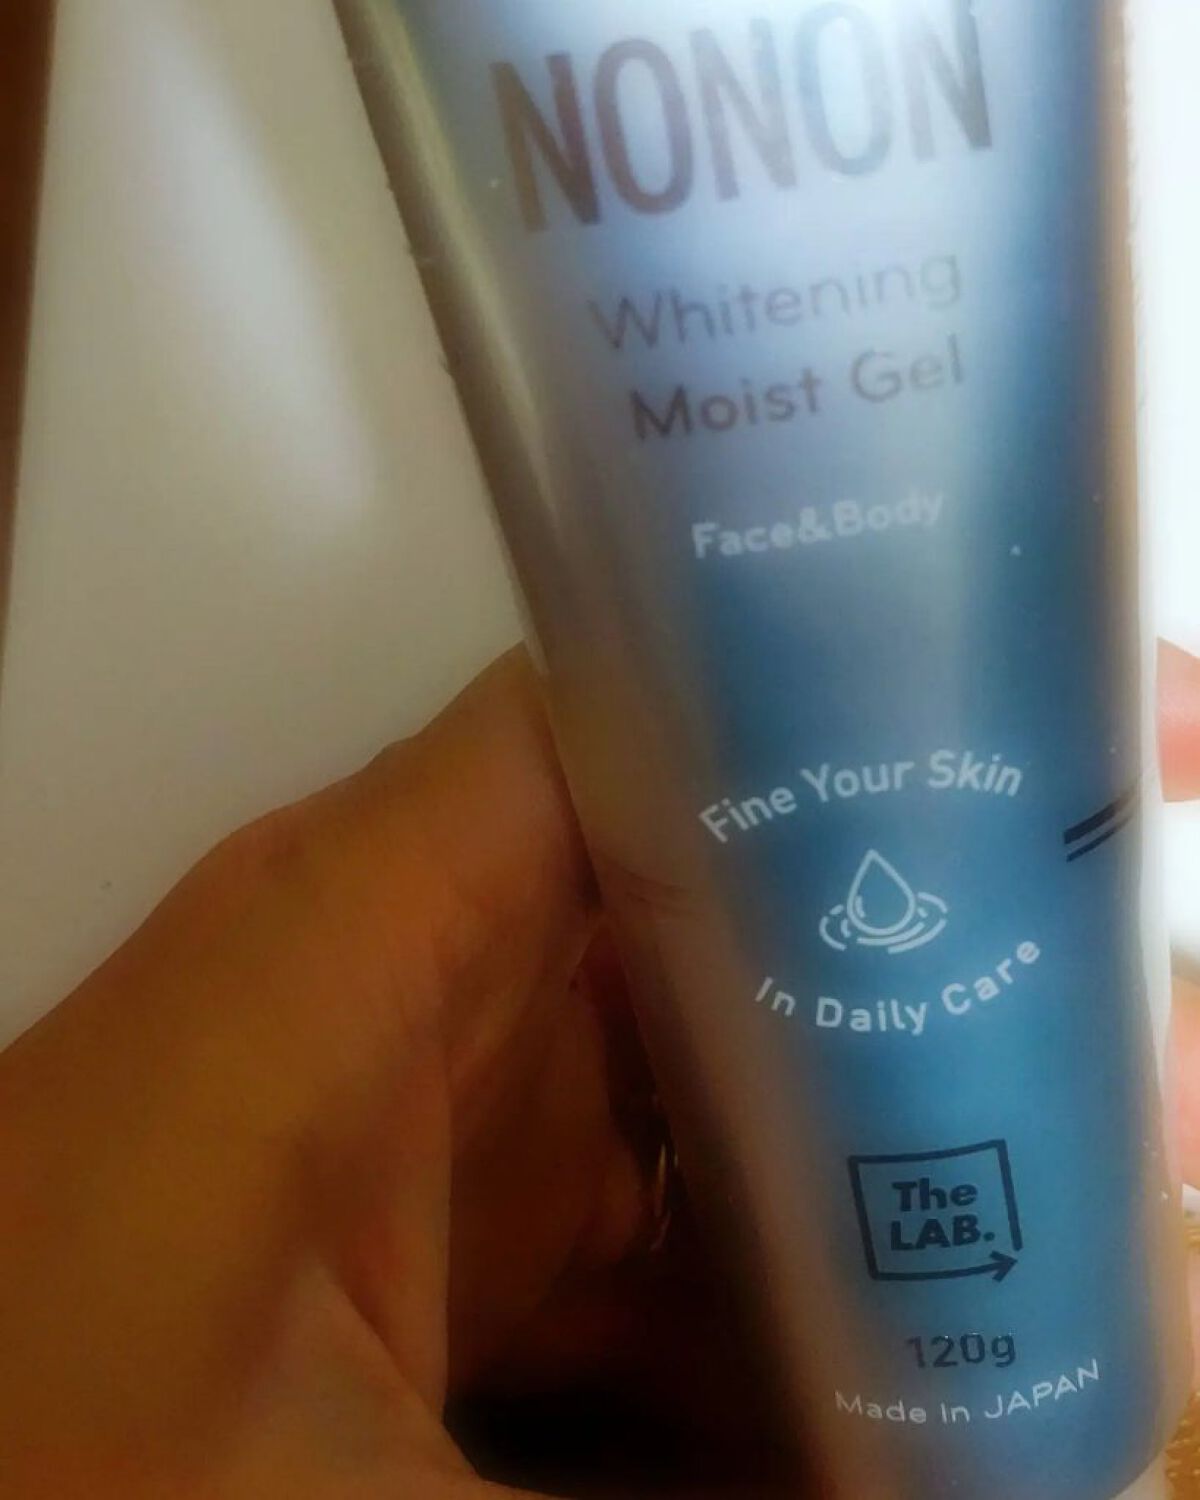 NONON
Whitening
Moist Gel
Face&Body
Fine Your Skin
In Daily Care
The
LAB.
120g
Made in JAPAN